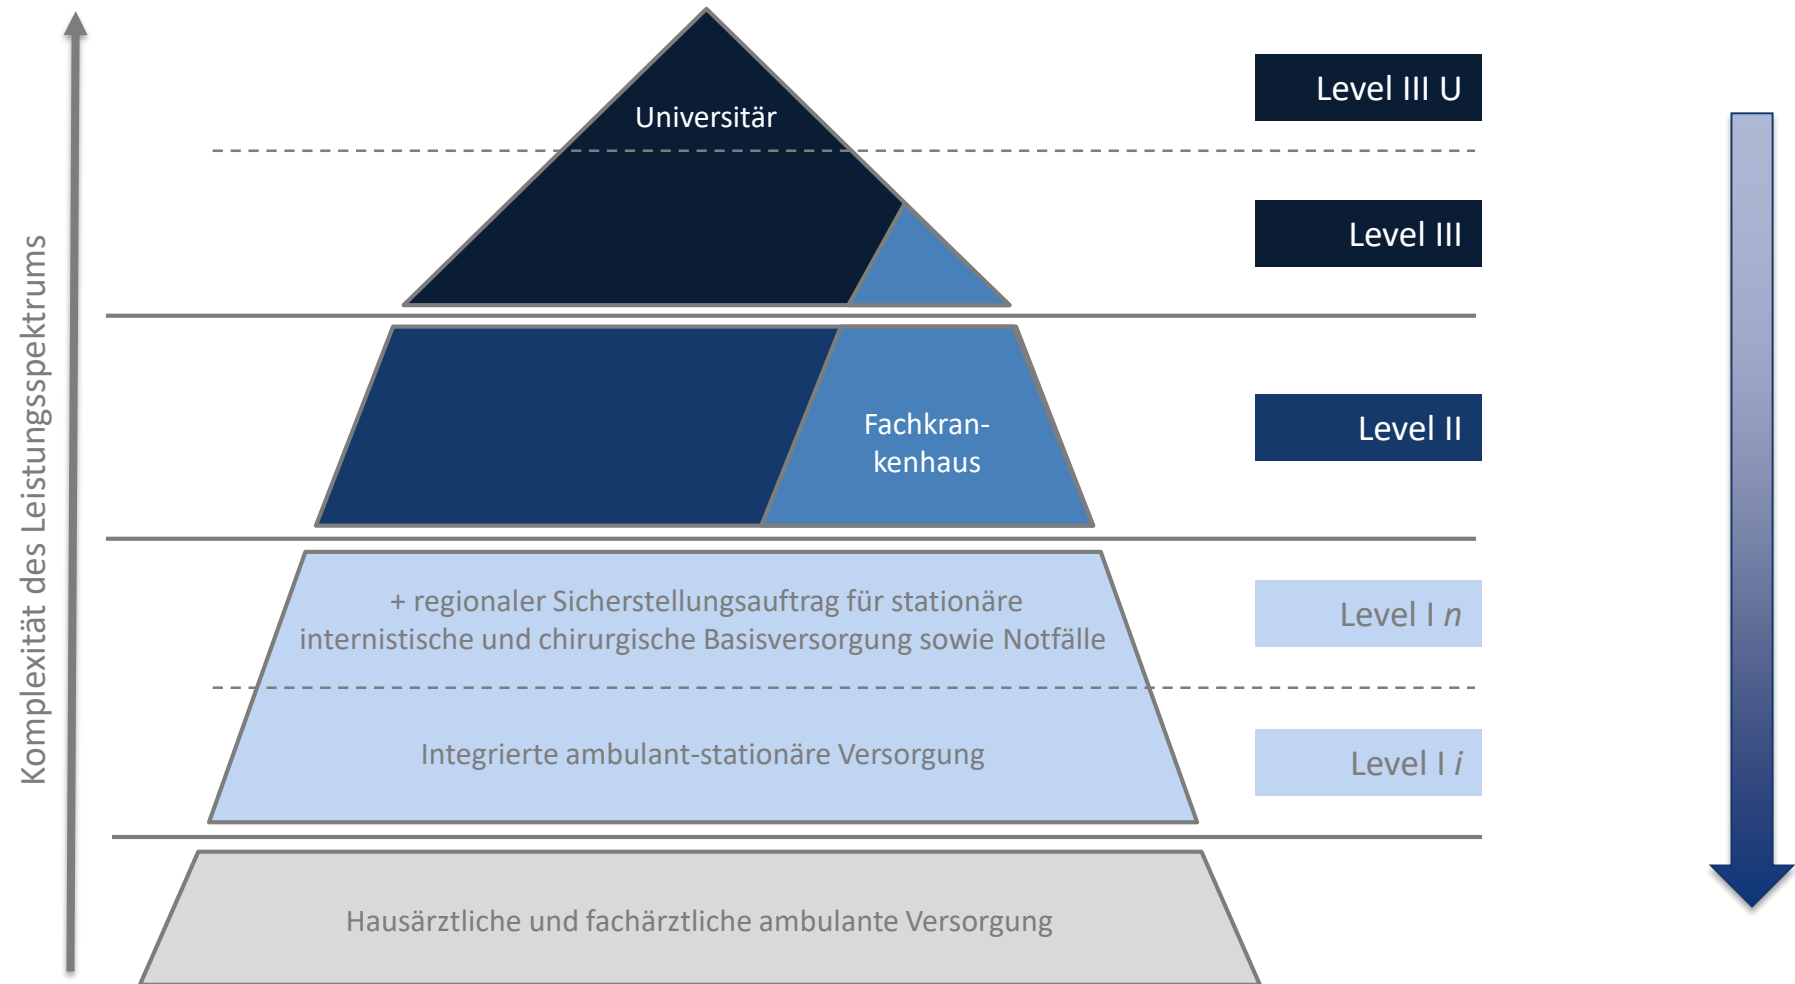 Komplexität des Leistungsspektrums
Universitär
Level III U
Level III
Fachkran-
kenhaus
Level II
+ regionaler Sicherstellungsauftrag für stationäre
internistische und chirurgische Basisversorgung sowie Notfälle
Level I n
Integrierte ambulant-stationäre Versorgung
Level I i
Hausärztliche und fachärztliche ambulante Versorgung